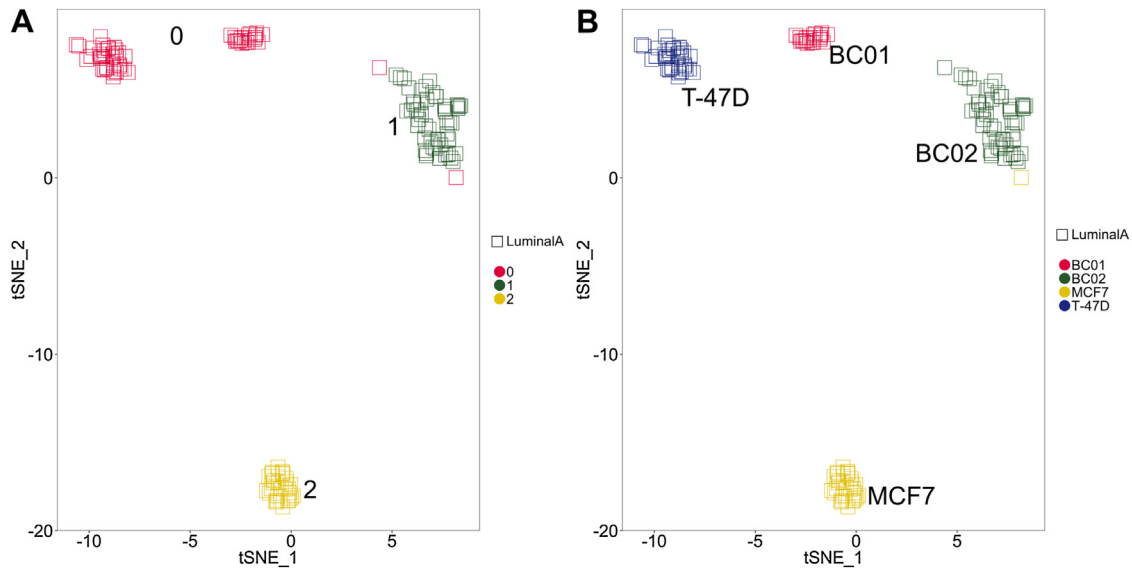 A
0
1
2
0
-10
-20
-10
-5
0
5
tSNE_1
tSNE_2
LuminalA
0
1
2
B
BC01
T-47D
BC02
MCF7
0
-10
-20
-10
-5
0
5
tSNE_1
tSNE_2
LuminalA
BC01
BC02
MCF7
T-47D